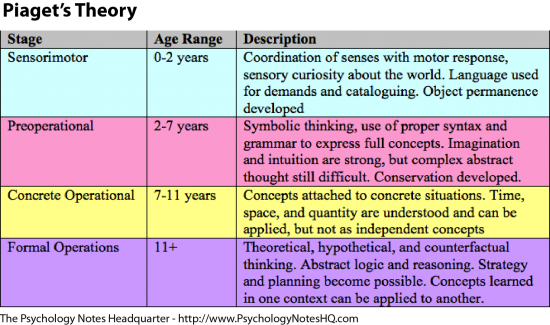 Piaget's Theory
Stage Age Range Description
Sensorimotor 0-2 years Coordination of senses with motor response,
sensory curiosity about the world. Language used
for demands and cataloguing. Object permanence
developed
Preoperational 2-7 years Symbolic thinking, use of proper syntax and
grammar to express full concepts. Imagination
and intuition are strong, but complex abstract
thought still difficult. Conservation developed.
Concrete Operational 7-11 years Concepts attached to concrete situations. Time,
space, and quantity are understood and can be
applied, but not as independent concepts
Formal Operations 11+ Theoretical, hypothetical, and counterfactual
thinking. Abstract logic and reasoning. Strategy
and planning become possible. Concepts learned
in one context can be applied to another.
The Psychology Notes Headquarter - http://www.PsychologyNotesHQ.com